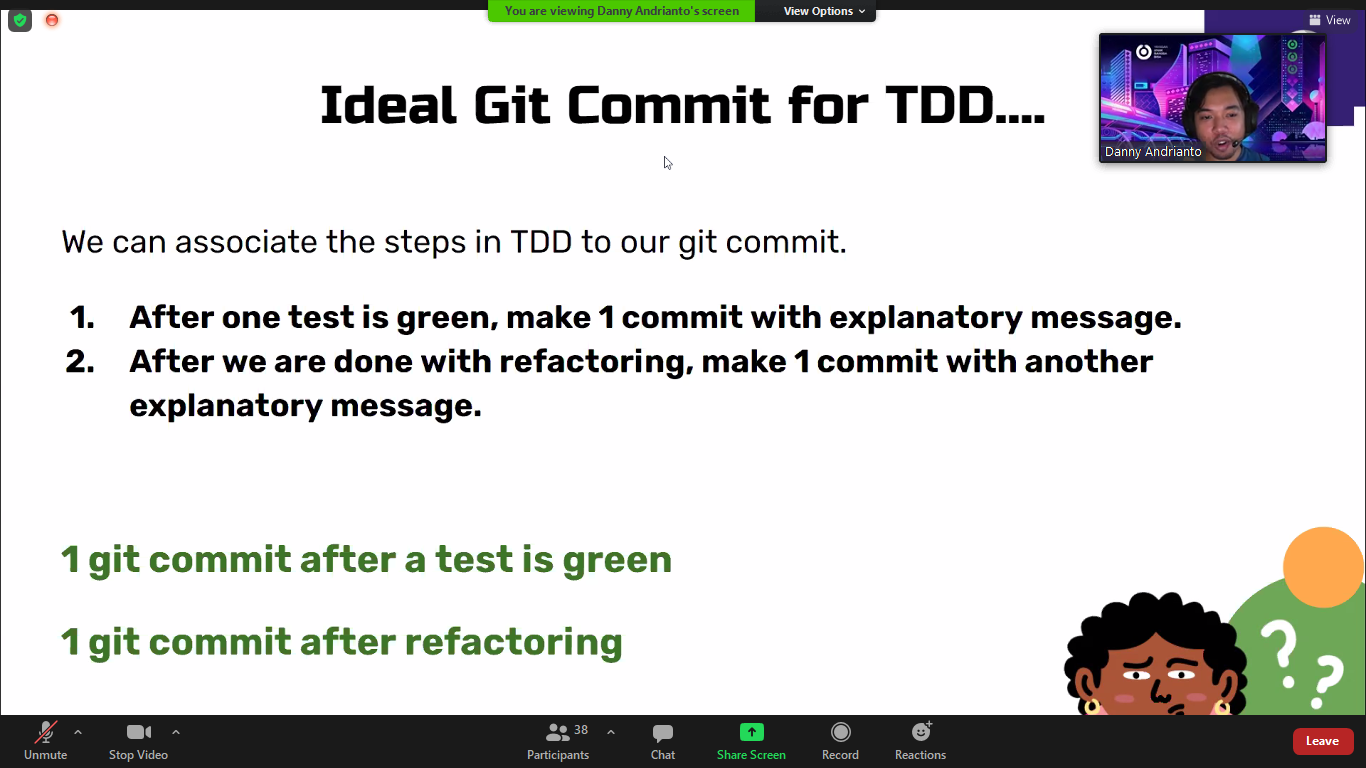 You are viewing Danny Andrianto's screen
View Options
View
Ideal Git Commit for TDD....
Danny Andrianto
We can associate the steps in TDD to our git commit.
1. After one test is green, make 1 commit with explanatory message.
2. After we are done with refactoring, make 1 commit with another
explanatory message.
1 git commit after a test is green
1 git commit after refactoring
? ?
Unmute
Stop Video
Participants 38
Chat
Share Screen
Record
Reactions
Leave